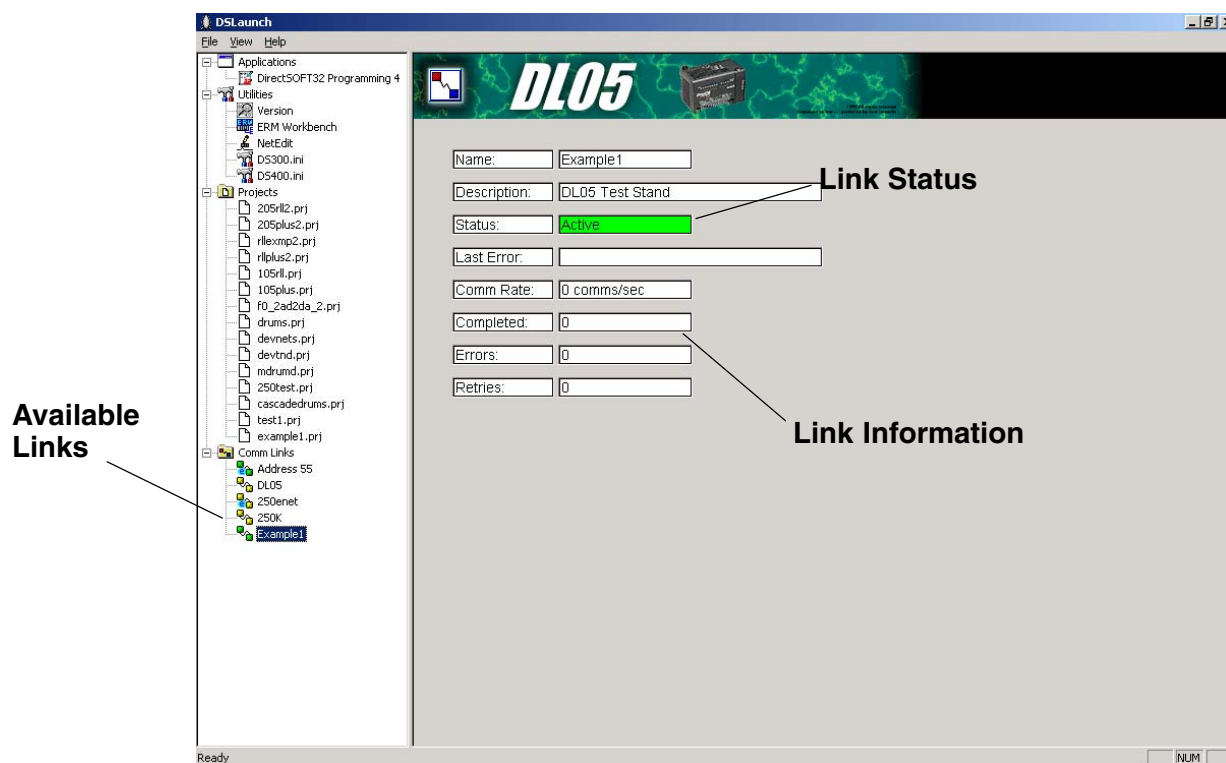 DSLaunch
File View Help
Applications
DirectSOFT32 Programming 4
Utilities
Version
ERM Workbench
NetEdit
DS300.ini
DS400.ini
Projects
205rll2.prj
205plus2.prj
rllexmp2.prj
rllplus2.prj
105rll.prj
105plus.prj
f0_2ad2da_2.prj
drums.prj
devnets.prj
devtnd.prj
mdrumd.prj
250test.prj
cascadedrums.prj
test1.prj
example1.prj
Comm Links
Address 55
DL05
250enet
250K
Example1
Available
Links
DL05
Name: Example1
Description: DL05 Test Stand
Status: Active
Last Error:
Comm Rate: 0 comms/sec
Completed: 0
Errors: 0
Retries: 0
Link Status
Link Information
Ready
NUM